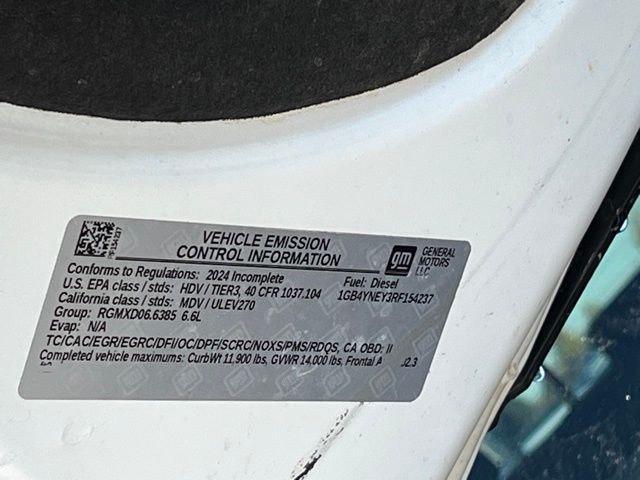 VEHICLE EMISSION
CONTROL INFORMATION
gm
GENERAL
MOTORS
LLC.
Conforms to Regulations: 2024 Incomplete
Fuel: Diesel
U.S. EPA class / stds: HDV / TIER3, 40 CFR 1037.104
1GB4YNEY3RF154237
California class / stds: MDV / ULEV270
Group: RGMXD06.6385 6.6L
Evap: N/A
TC/CAC/EGR/EGRC/DFI/OC/DPF/SCRC/NOXS/PMS/RDQS, CA OBD: II
Completed vehicle maximums: CurbWt 11,900 lbs, GVWR 14,000 lbs, Frontal A